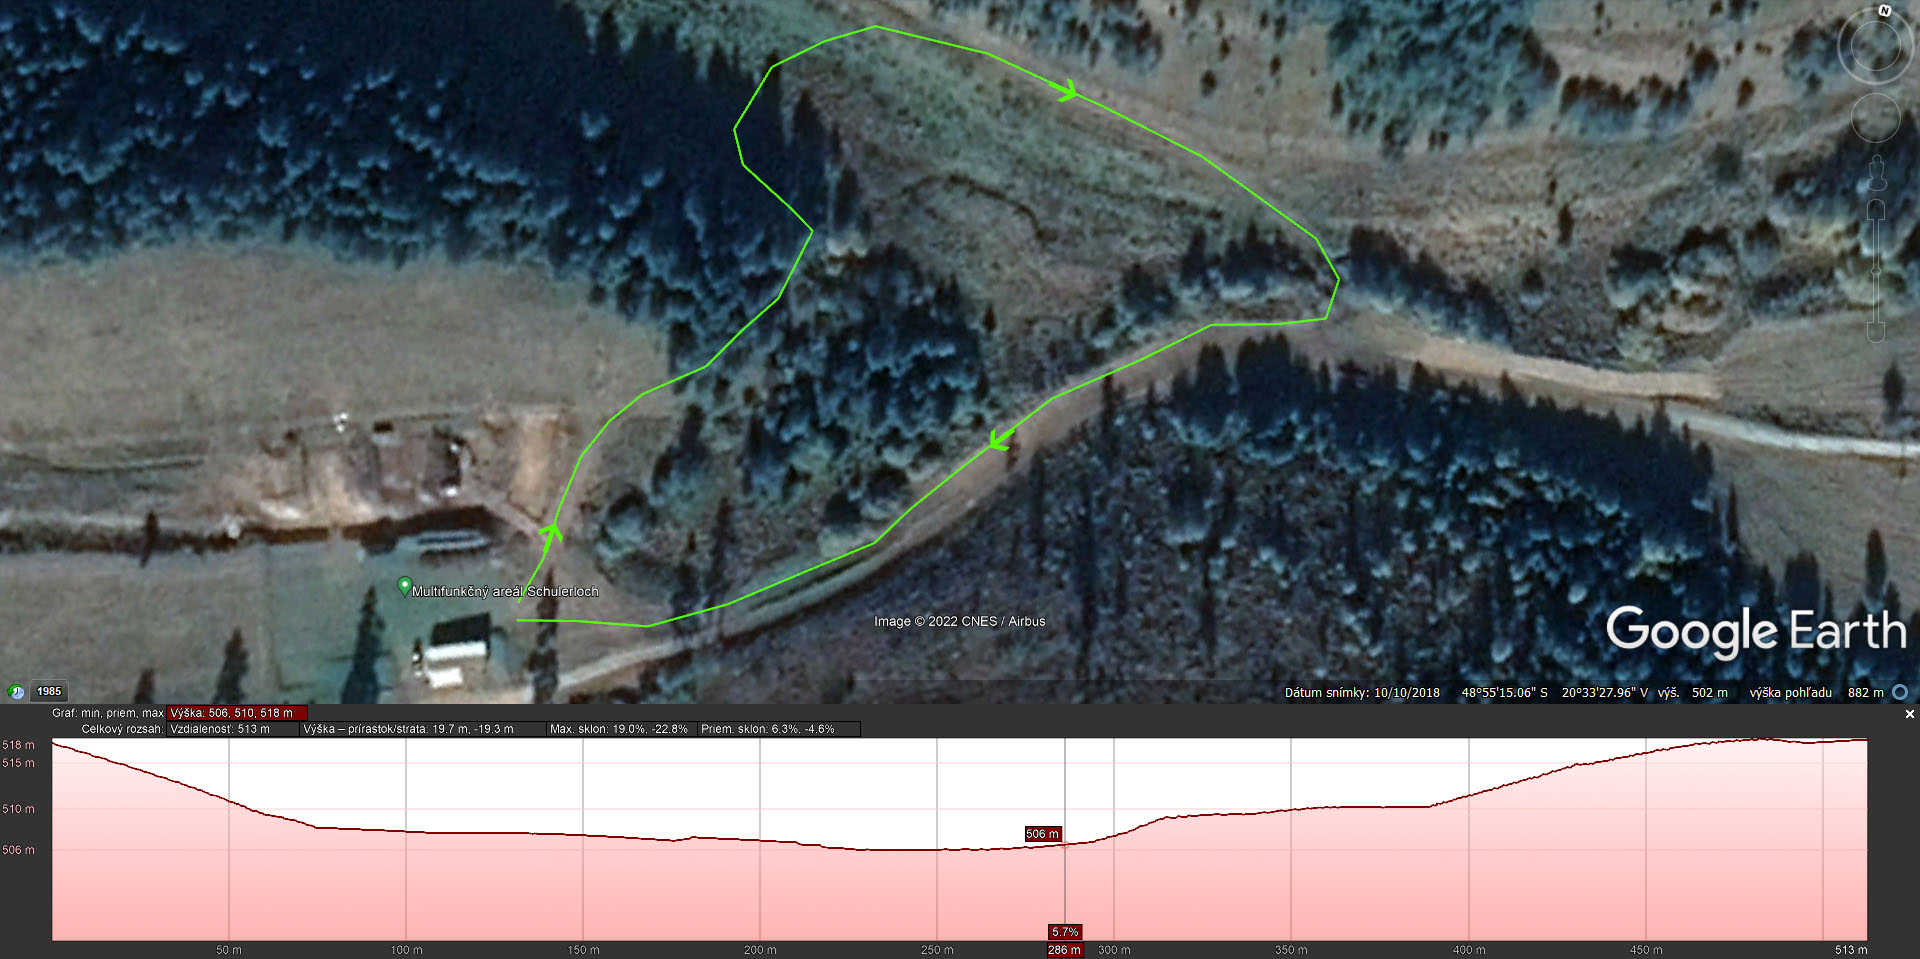 N
Multifunkčný areál Schulerloch
Image © 2022 CNES / Airbus
Google Earth
1985
Dátum snímky: 10/10/2018 48°55'15.06" S 20°33'27.96" V výš. 502 m výška pohľadu 882 m
Graf: min, priem, max Výška: 506, 510, 518 m
Celkový rozsah: Vzdialenosť: 513 m Výška – prírastok/strata: 19.7 m, -19.3 m Max. sklon: 19.0%, -22.8% Priem. sklon: 6.3%, -4.6%
518 m
515 m
510 m
506 m
506 m
5.7%
50 m 100 m 150 m 200 m 250 m 286 m 300 m 350 m 400 m 450 m 513 m